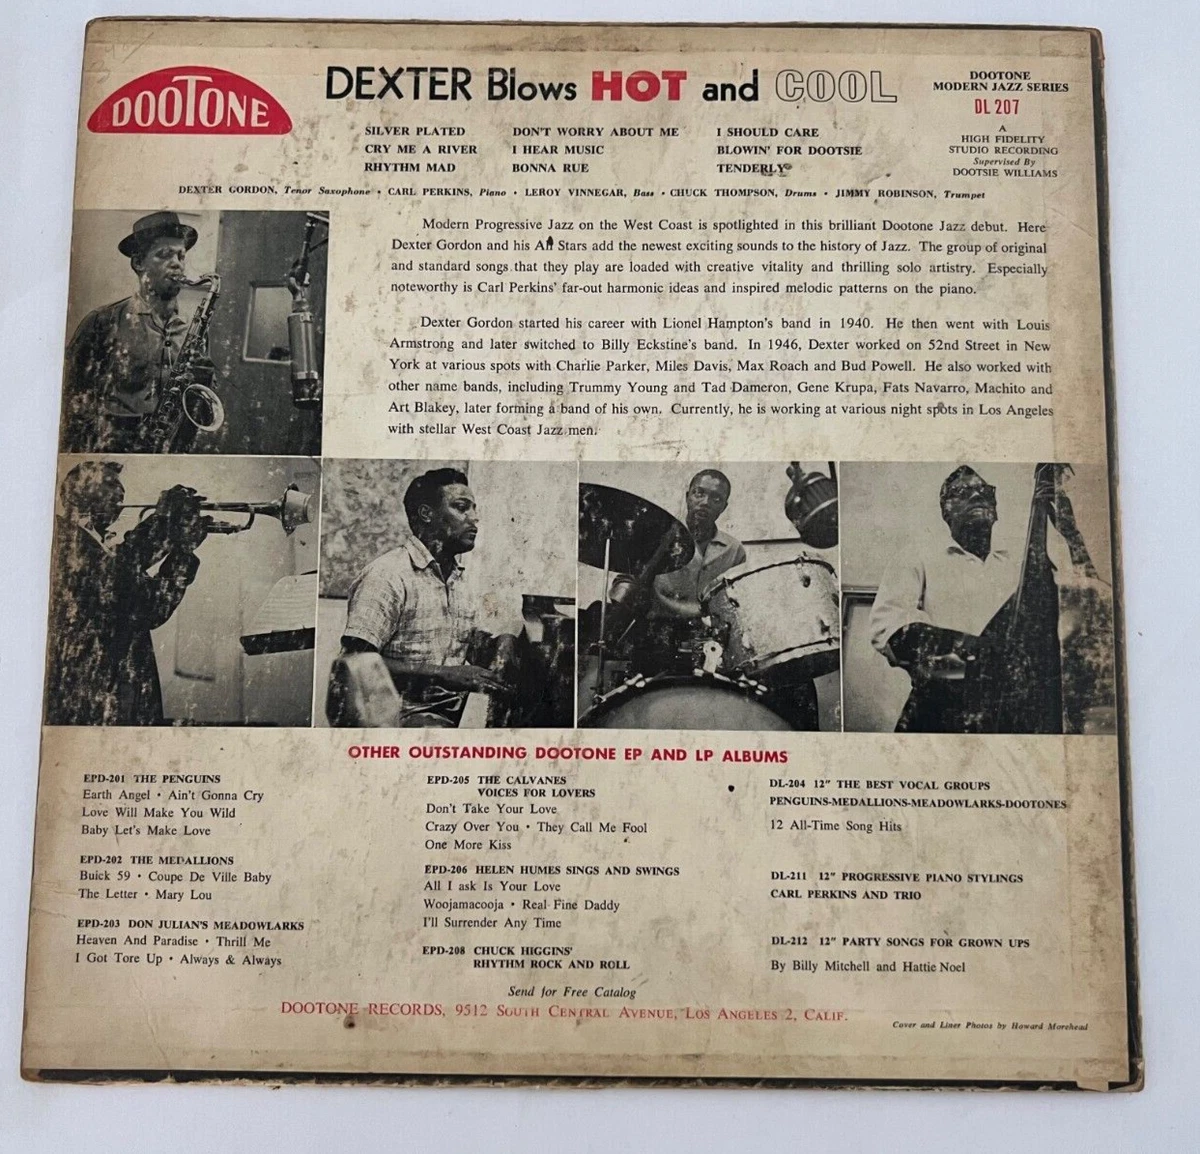 DOOTONE
DEXTER Blows HOT and COOL
DOOTONE
MODERN JAZZ SERIES
DL 207
A
HIGH FIDELITY
STUDIO RECORDING
Supervised By
DOOTSIE WILLIAMS
SILVER PLATED
CRY ME A RIVER
RHYTHM MAD
DON'T WORRY ABOUT ME
I HEAR MUSIC
BONNA RUE
I SHOULD CARE
BLOWIN' FOR DOOTSIE
TENDERLY
DEXTER GORDON, Tenor Saxophone • CARL PERKINS, Piano • LEROY VINNEGAR, Bass • CHUCK THOMPSON, Drums • JIMMY ROBINSON, Trumpet
Modern Progressive Jazz on the West Coast is spotlighted in this brilliant Dootone Jazz debut. Here
Dexter Gordon and his All Stars add the newest exciting sounds to the history of Jazz. The group of original
and standard songs that they play are loaded with creative vitality and thrilling solo artistry. Especially
noteworthy is Carl Perkins' far-out harmonic ideas and inspired melodic patterns on the piano.
Dexter Gordon started his career with Lionel Hampton's band in 1940. He then went with Louis
Armstrong and later switched to Billy Eckstine's band. In 1946, Dexter worked on 52nd Street in New
York at various spots with Charlie Parker, Miles Davis, Max Roach and Bud Powell. He also worked with
other name bands, including Trummy Young and Tad Dameron, Gene Krupa, Fats Navarro, Machito and
Art Blakey, later forming a band of his own. Currently, he is working at various night spots in Los Angeles
with stellar West Coast Jazz men.
OTHER OUTSTANDING DOOTONE EP AND LP ALBUMS
EPD-201 THE PENGUINS
Earth Angel • Ain't Gonna Cry
Love Will Make You Wild
Baby Let's Make Love
EPD-202 THE MEDALLIONS
Buick 59 • Coupe De Ville Baby
The Letter • Mary Lou
EPD-203 DON JULIAN'S MEADOWLARKS
Heaven And Paradise • Thrill Me
I Got Tore Up • Always & Always
EPD-205 THE CALVANES
VOICES FOR LOVERS
Don't Take Your Love
Crazy Over You • They Call Me Fool
One More Kiss
EPD-206 HELEN HUMES SINGS AND SWINGS
All I ask Is Your Love
Woojamacooja • Real Fine Daddy
I'll Surrender Any Time
EPD-208 CHUCK HIGGINS'
RHYTHM ROCK AND ROLL
DL-204 12" THE BEST VOCAL GROUPS
PENGUINS-MEDALLIONS-MEADOWLARKS-DOOTONES
12 All-Time Song Hits
DL-211 12" PROGRESSIVE PIANO STYLINGS
CARL PERKINS AND TRIO
DL-212 12" PARTY SONGS FOR GROWN UPS
By Billy Mitchell and Hattie Noel
Send for Free Catalog
DOOTONE RECORDS, 9512 SOUTH CENTRAL AVENUE, LOS ANGELES 2, CALIF.
Cover and Liner Photos by Howard Morehead